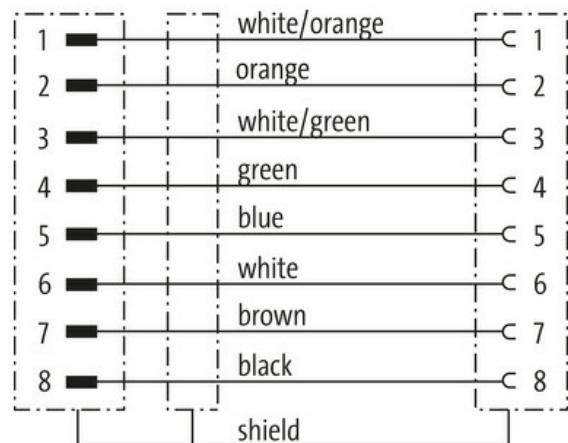 1 white/orange 1
2 orange 2
3 white/green 3
4 green 4
5 blue 5
6 white 6
7 brown 7
8 black 8
shield